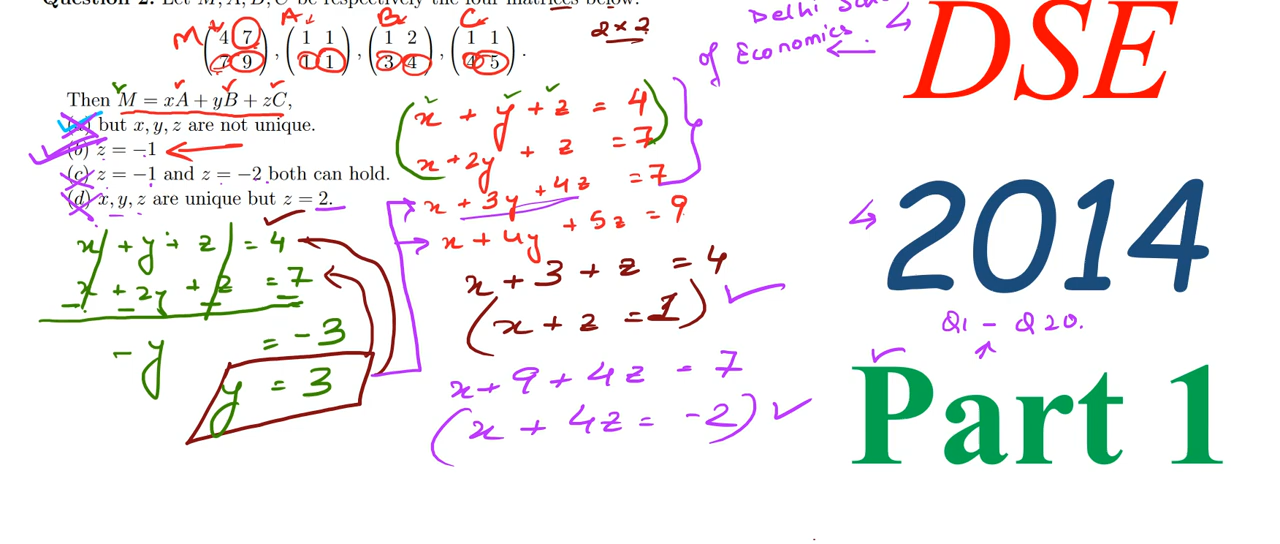 Question 2. Let M, A, B, C be respectively the four matrices below.
2 x 2
Delhi
of Economics
DSE
M A B C
(4 7 7 9), (1 1 1 1), (1 2 3 4), (1 1 4 5).
Then M = xA + yB + zC,
(a) but x, y, z are not unique.
(b) z = -1
(c) z = -1 and z = -2 both can hold.
(d) x, y, z are unique but z = 2.
x + y + z = 4
x + 2y + z = 7
x + 3y + 4z = 7
x + 4y + 5z = 9
x + y + z = 4
x + 2y + z = 7
-y = -3
y = 3
x + 3 + z = 4
(x + z = 1)
x + 9 + 4z = 7
(x + 4z = -2)
2014
Q1 - Q20.
Part 1